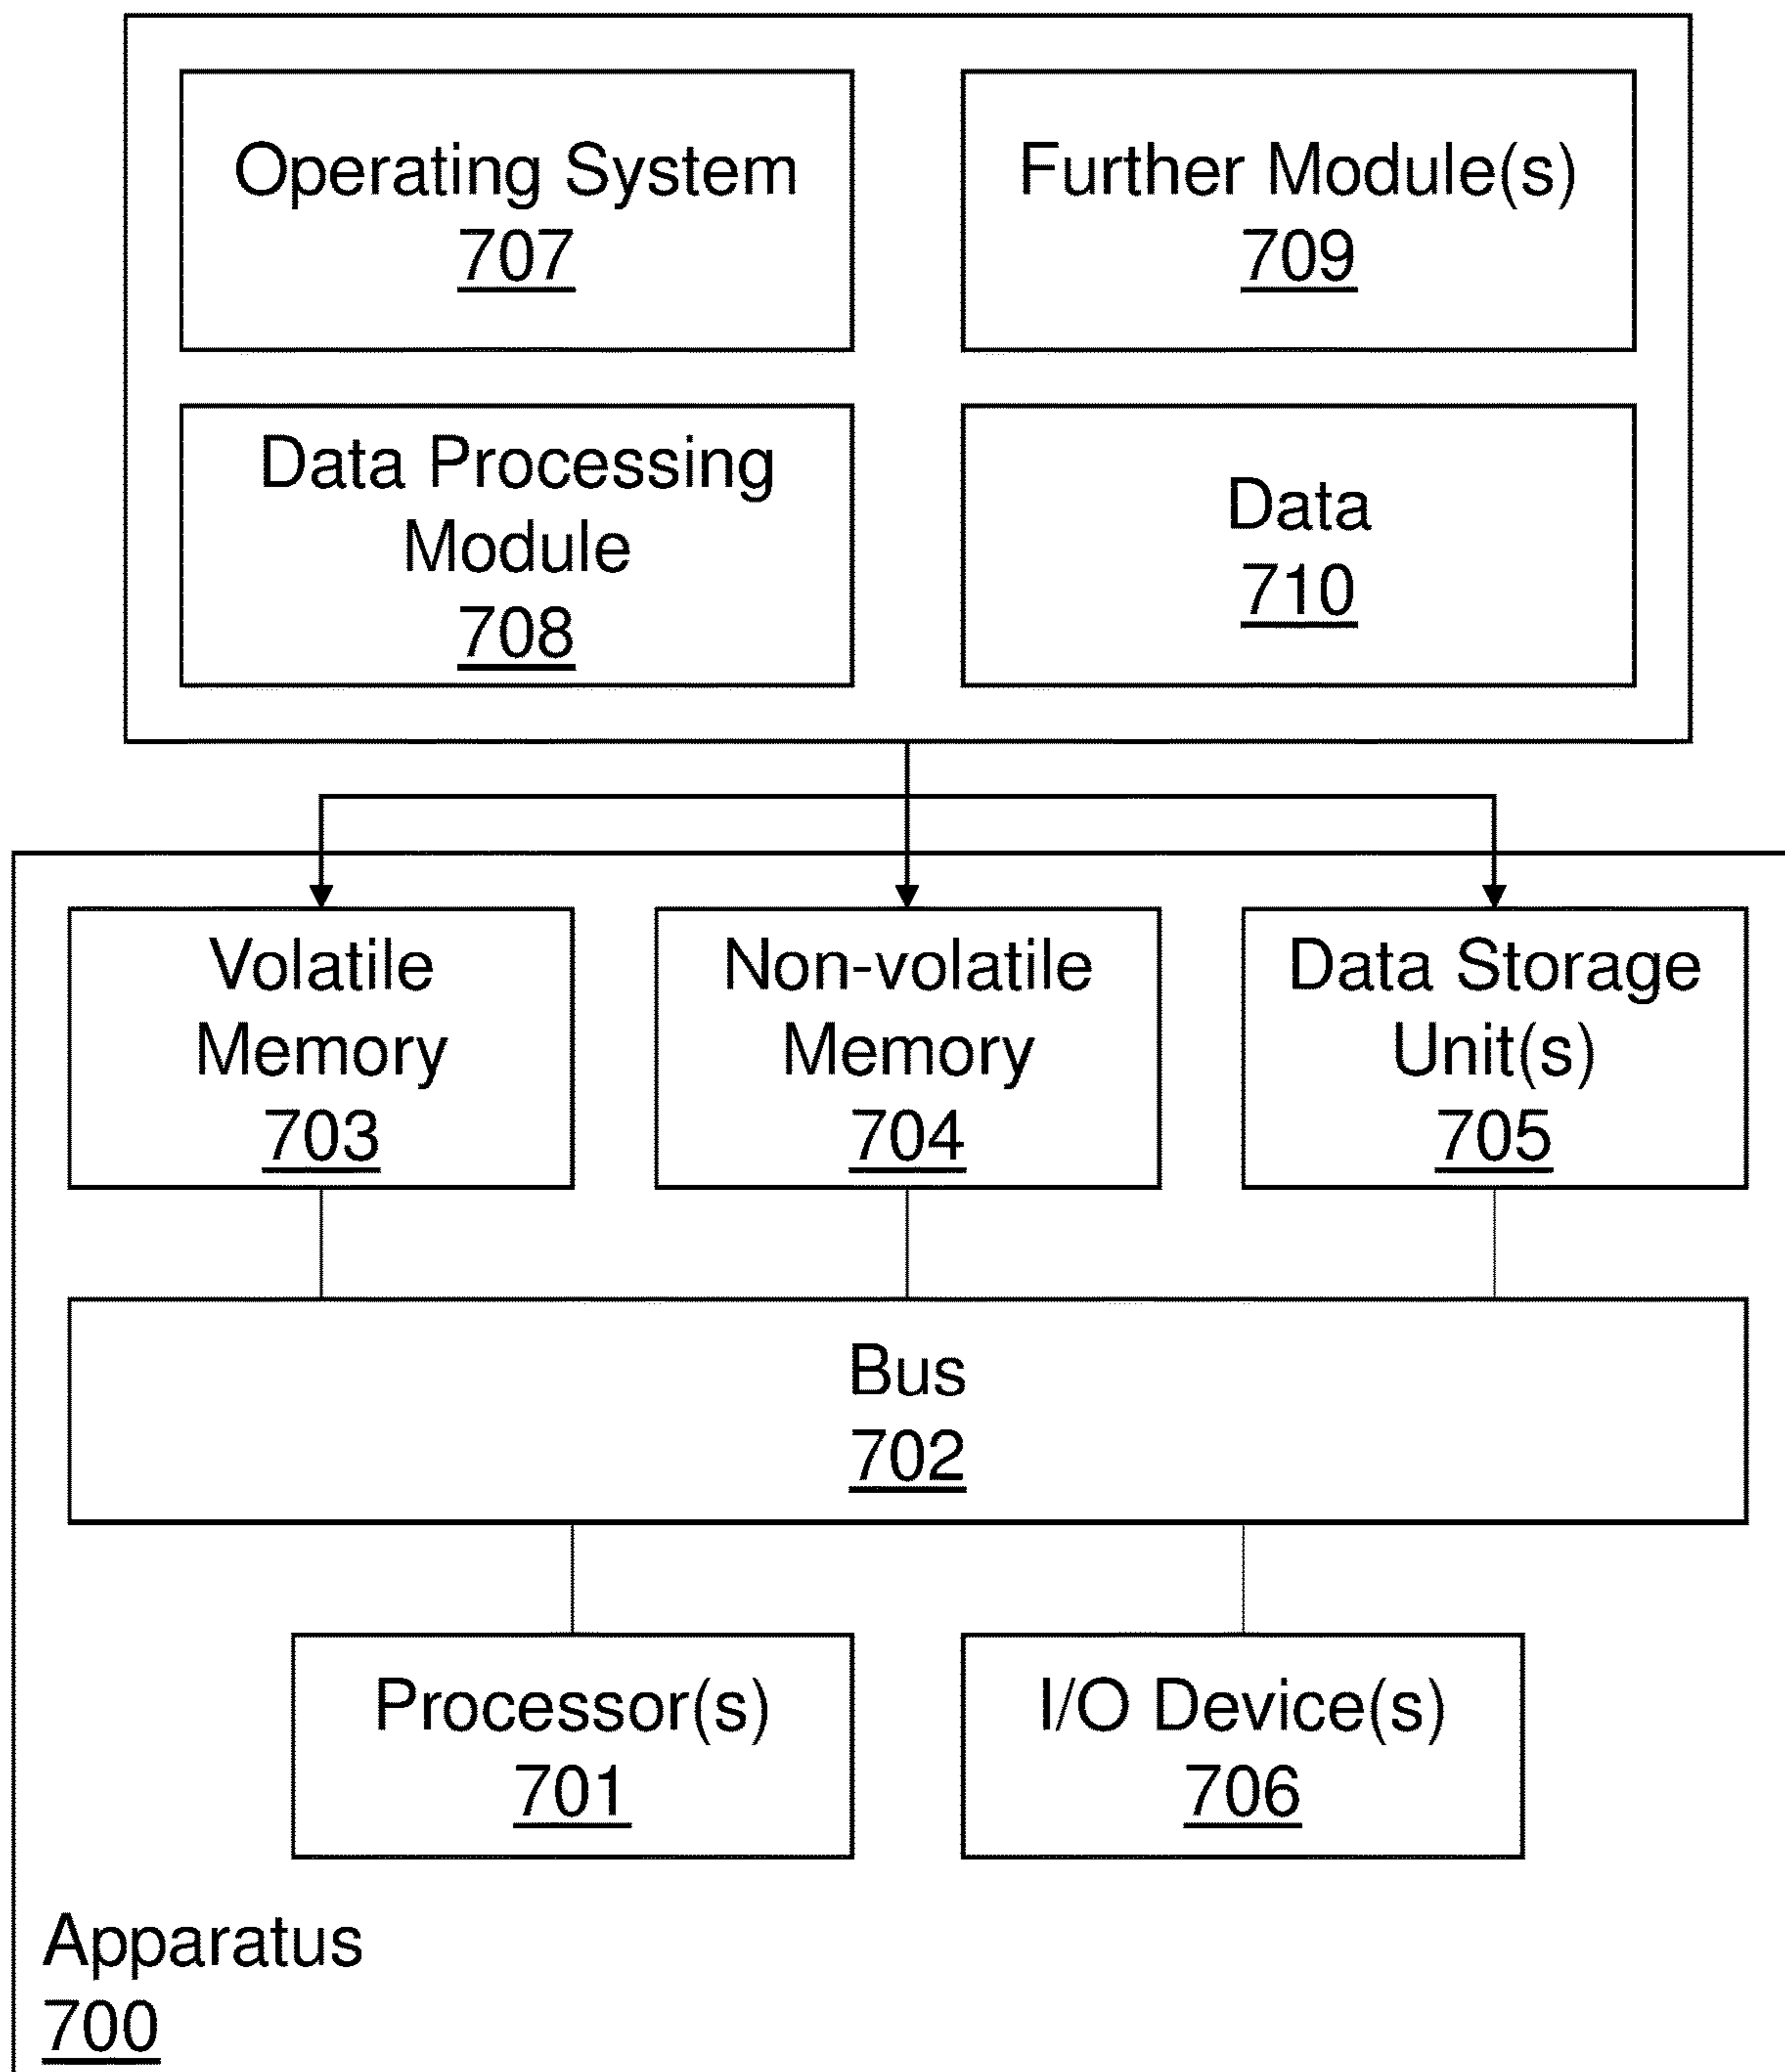 Operating System
707
Further Module(s)
709
Data Processing
Module
708
Data
710
Volatile
Memory
703
Non-volatile
Memory
704
Data Storage
Unit(s)
705
Bus
702
Processor(s)
701
I/O Device(s)
706
Apparatus
700